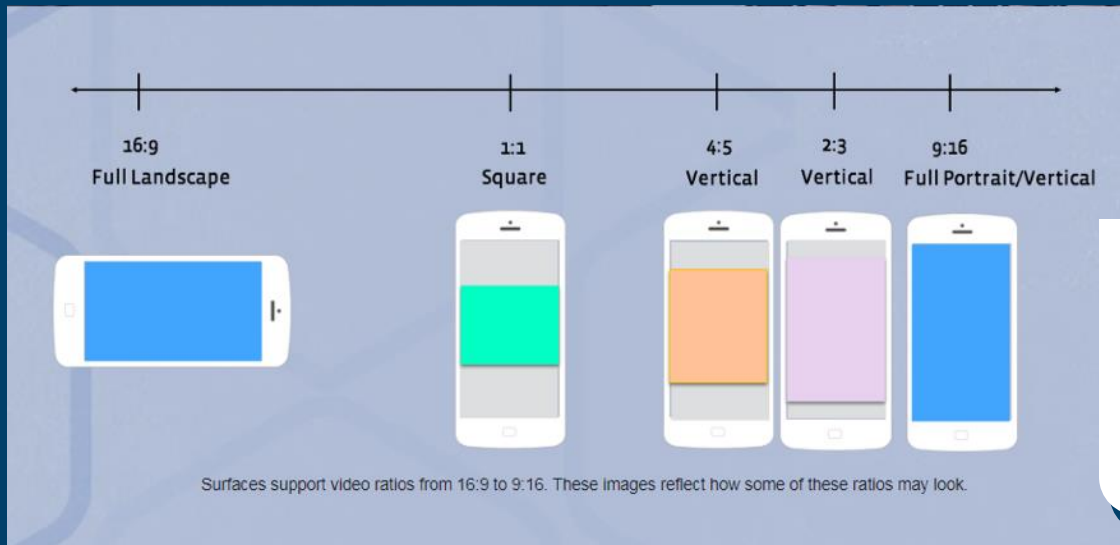 16:9
Full Landscape
1:1
Square
4:5
Vertical
2:3
Vertical
9:16
Full Portrait/Vertical
Surfaces support video ratios from 16:9 to 9:16. These images reflect how some of these ratios may look.